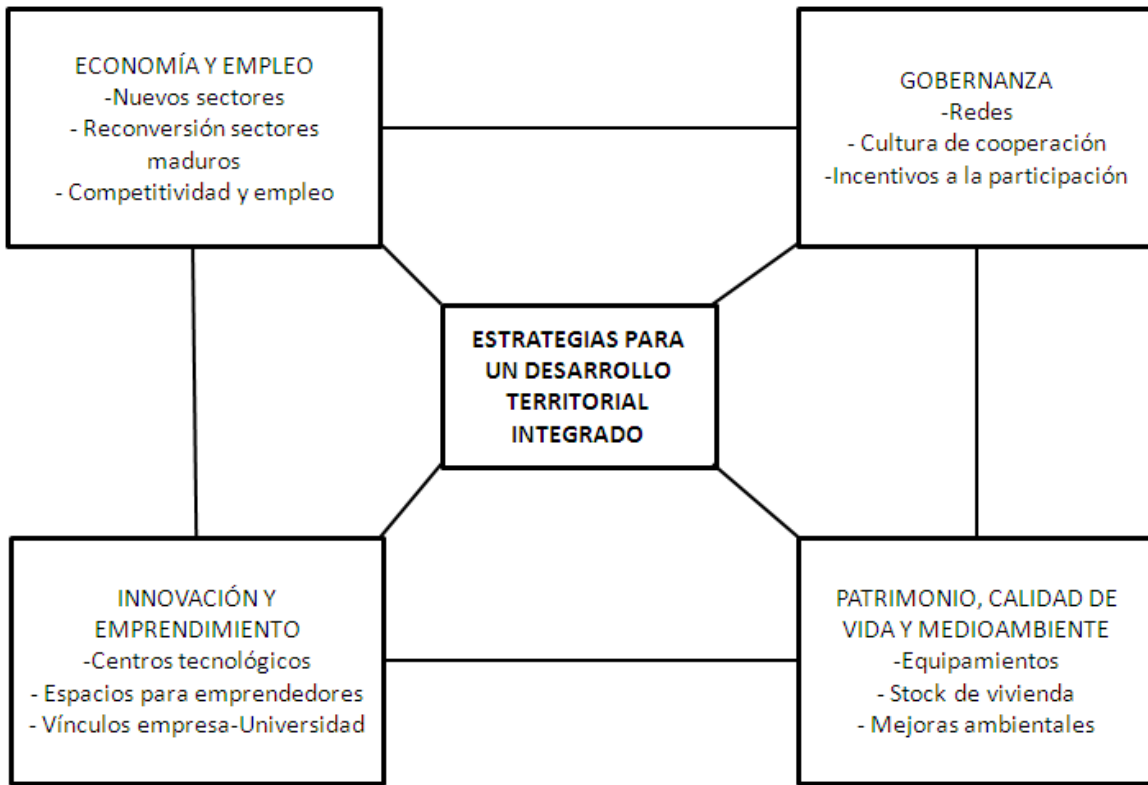 ECONOMÍA Y EMPLEO
-Nuevos sectores
- Reconversión sectores
maduros
- Competitividad y empleo
GOBERNANZA
-Redes
- Cultura de cooperación
-Incentivos a la participación
ESTRATEGIAS PARA
UN DESARROLLO
TERRITORIAL
INTEGRADO
INNOVACIÓN Y
EMPRENDIMIENTO
-Centros tecnológicos
- Espacios para emprendedores
- Vínculos empresa-Universidad
PATRIMONIO, CALIDAD DE
VIDA Y MEDIOAMBIENTE
-Equipamientos
- Stock de vivienda
- Mejoras ambientales